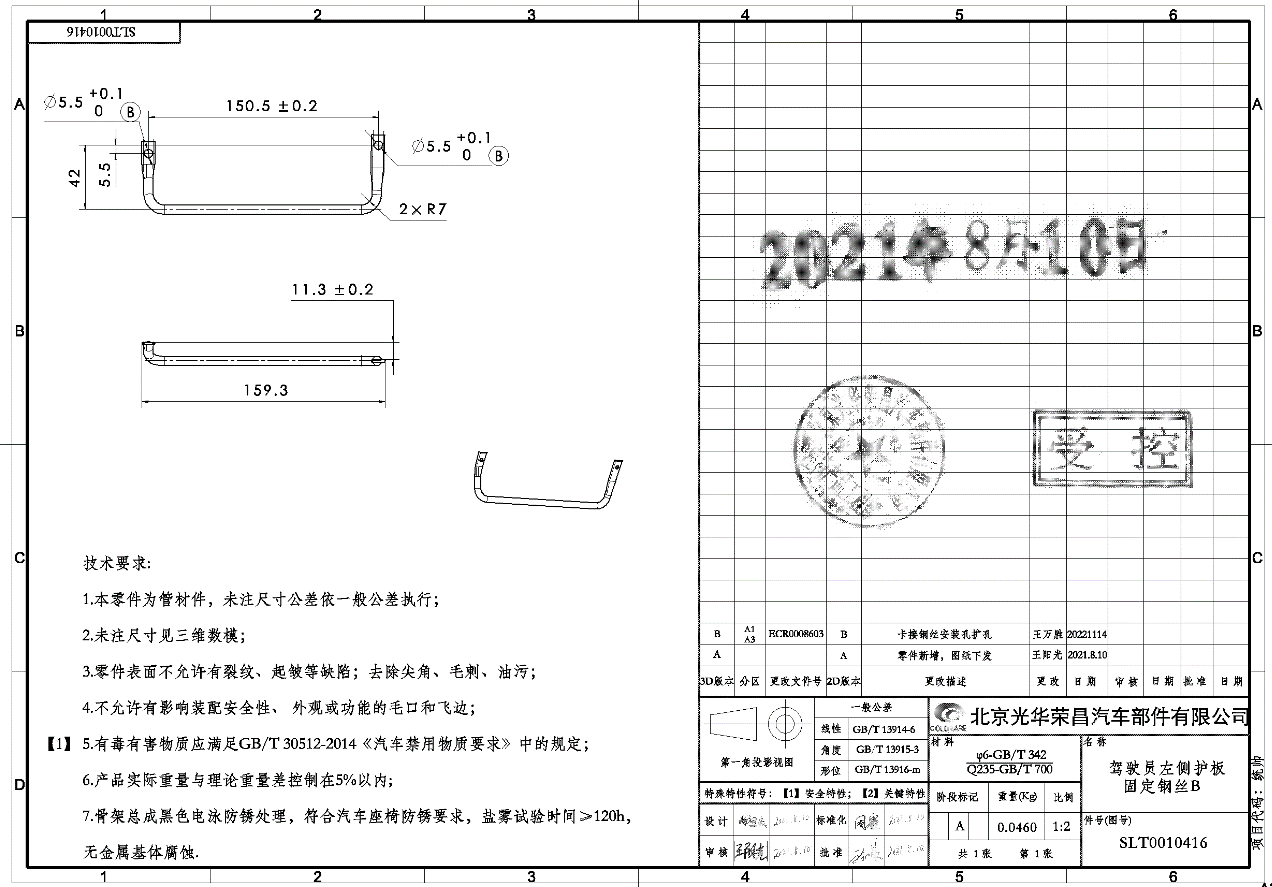 1 2 3 4 5 6
SLT0010416
A
B
C
D
∅5.5 +0.1 0 B
150.5 ±0.2
∅5.5 +0.1 0 B
42
5.5
2×R7
11.3 ±0.2
159.3
技术要求:
1.本零件为管材件，未注尺寸公差依一般公差执行;
2.未注尺寸见三维数模;
3.零件表面不允许有裂纹、起皱等缺陷；去除尖角、毛刺、油污;
4.不允许有影响装配安全性、 外观或功能的毛口和飞边;
【1】 5.有毒有害物质应满足GB/T 30512-2014《汽车禁用物质要求》中的规定;
6.产品实际重量与理论重量差控制在5%以内;
7.骨架总成黑色电泳防锈处理，符合汽车座椅防锈要求，盐雾试验时间≥120h,
无金属基体腐蚀.
2021年8月10日
受 控
B A1 A3 ECR0008603 B 卡接钢丝安装孔扩孔 王万胜 20221114
A A 零件新增，图纸下发 王阳光 2021.8.10
3D版本 分区 更改文件号 2D版本 更改描述 更改 日期 审核 日期 批准 日期
第一角投影视图
一般公差
线性 GB/T 13914-6
角度 GB/T 13915-3
形位 GB/T 13916-m
特殊特性符号: 【1】安全特性; 【2】关键特性
设计 标准化
审核 批准
北京光华荣昌汽车部件有限公司
材料
φ6-GB/T 342
Q235-GB/T 700
名称
驾驶员左侧护板
固定钢丝B
阶段标记 重量(Kg) 比例
A 0.0460 1:2
共 1 张 第 1 张
件号(图号)
SLT0010416
项目代码: 统帅
A
B
C
D
1 2 3 4 5 6